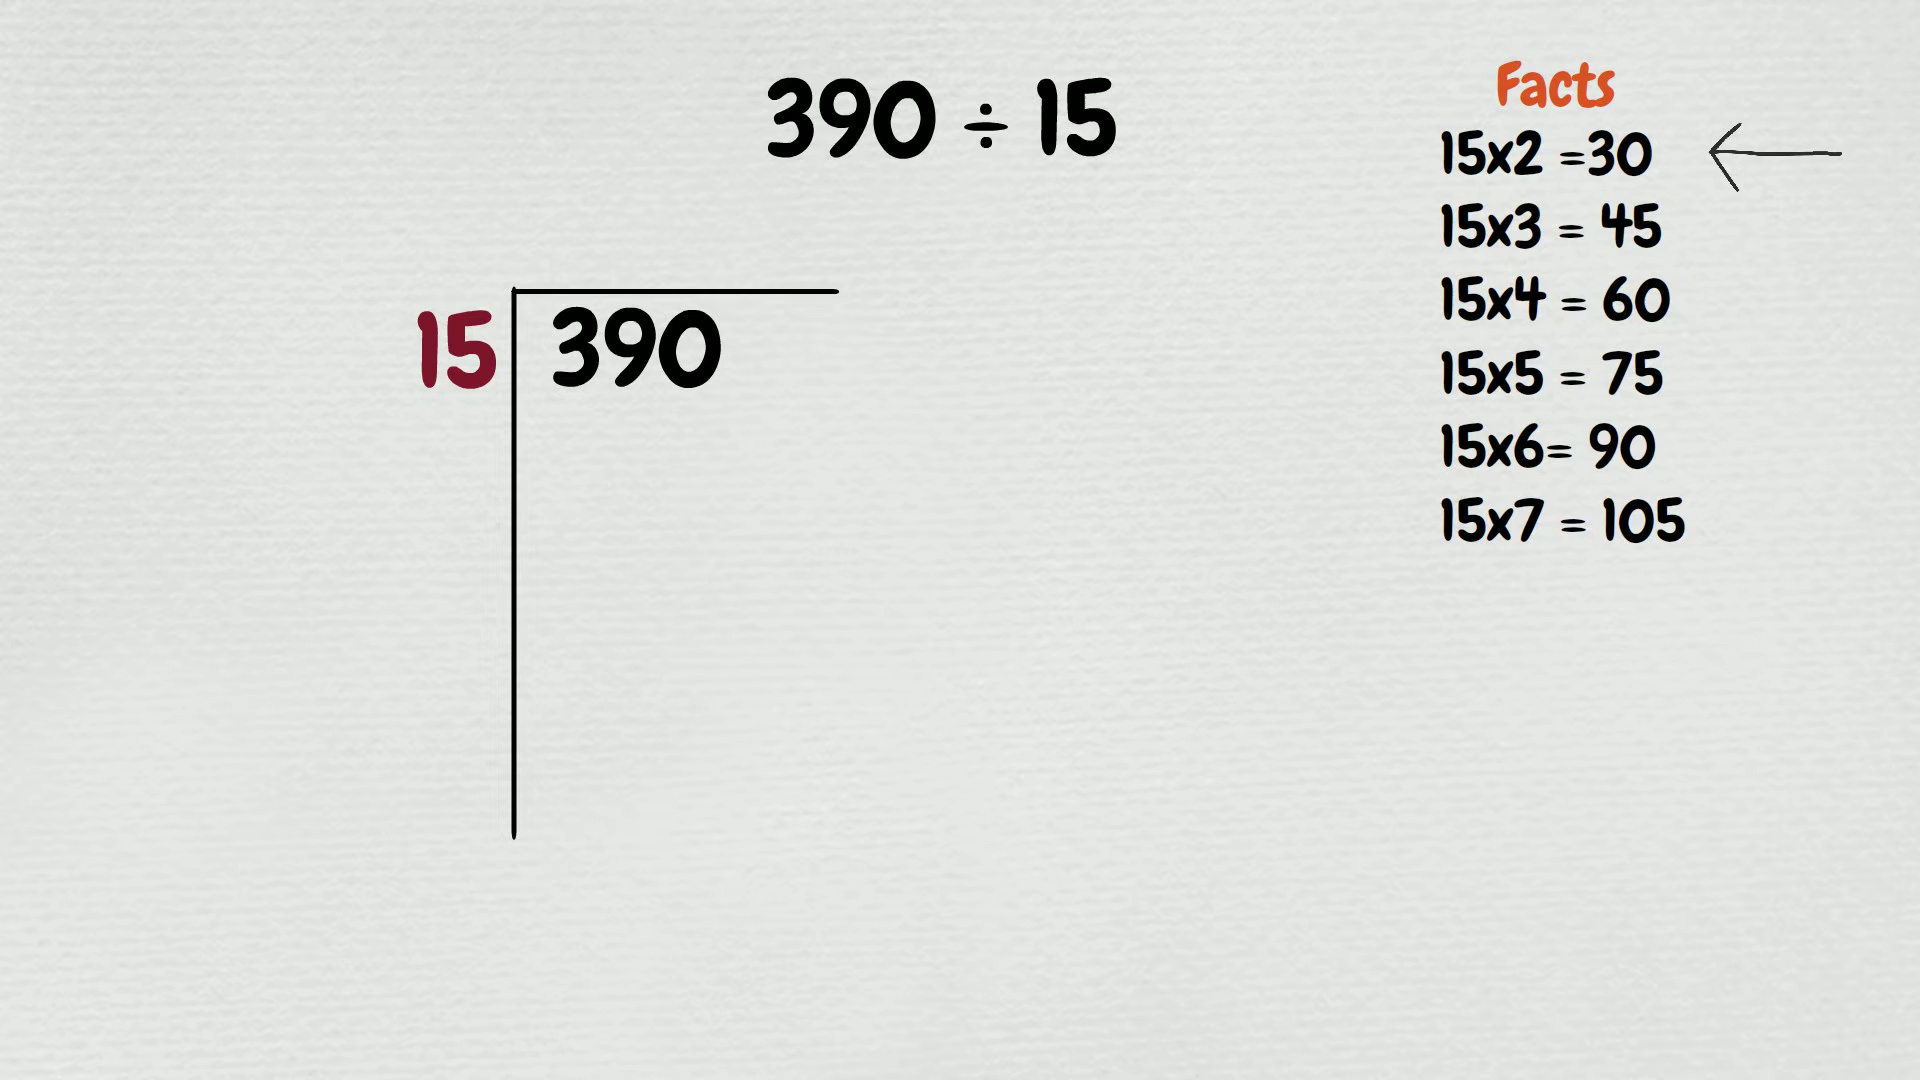 390 ÷ 15
Facts
15x2 =30
15x3 = 45
15x4 = 60
15x5 = 75
15x6= 90
15x7 = 105
15 390